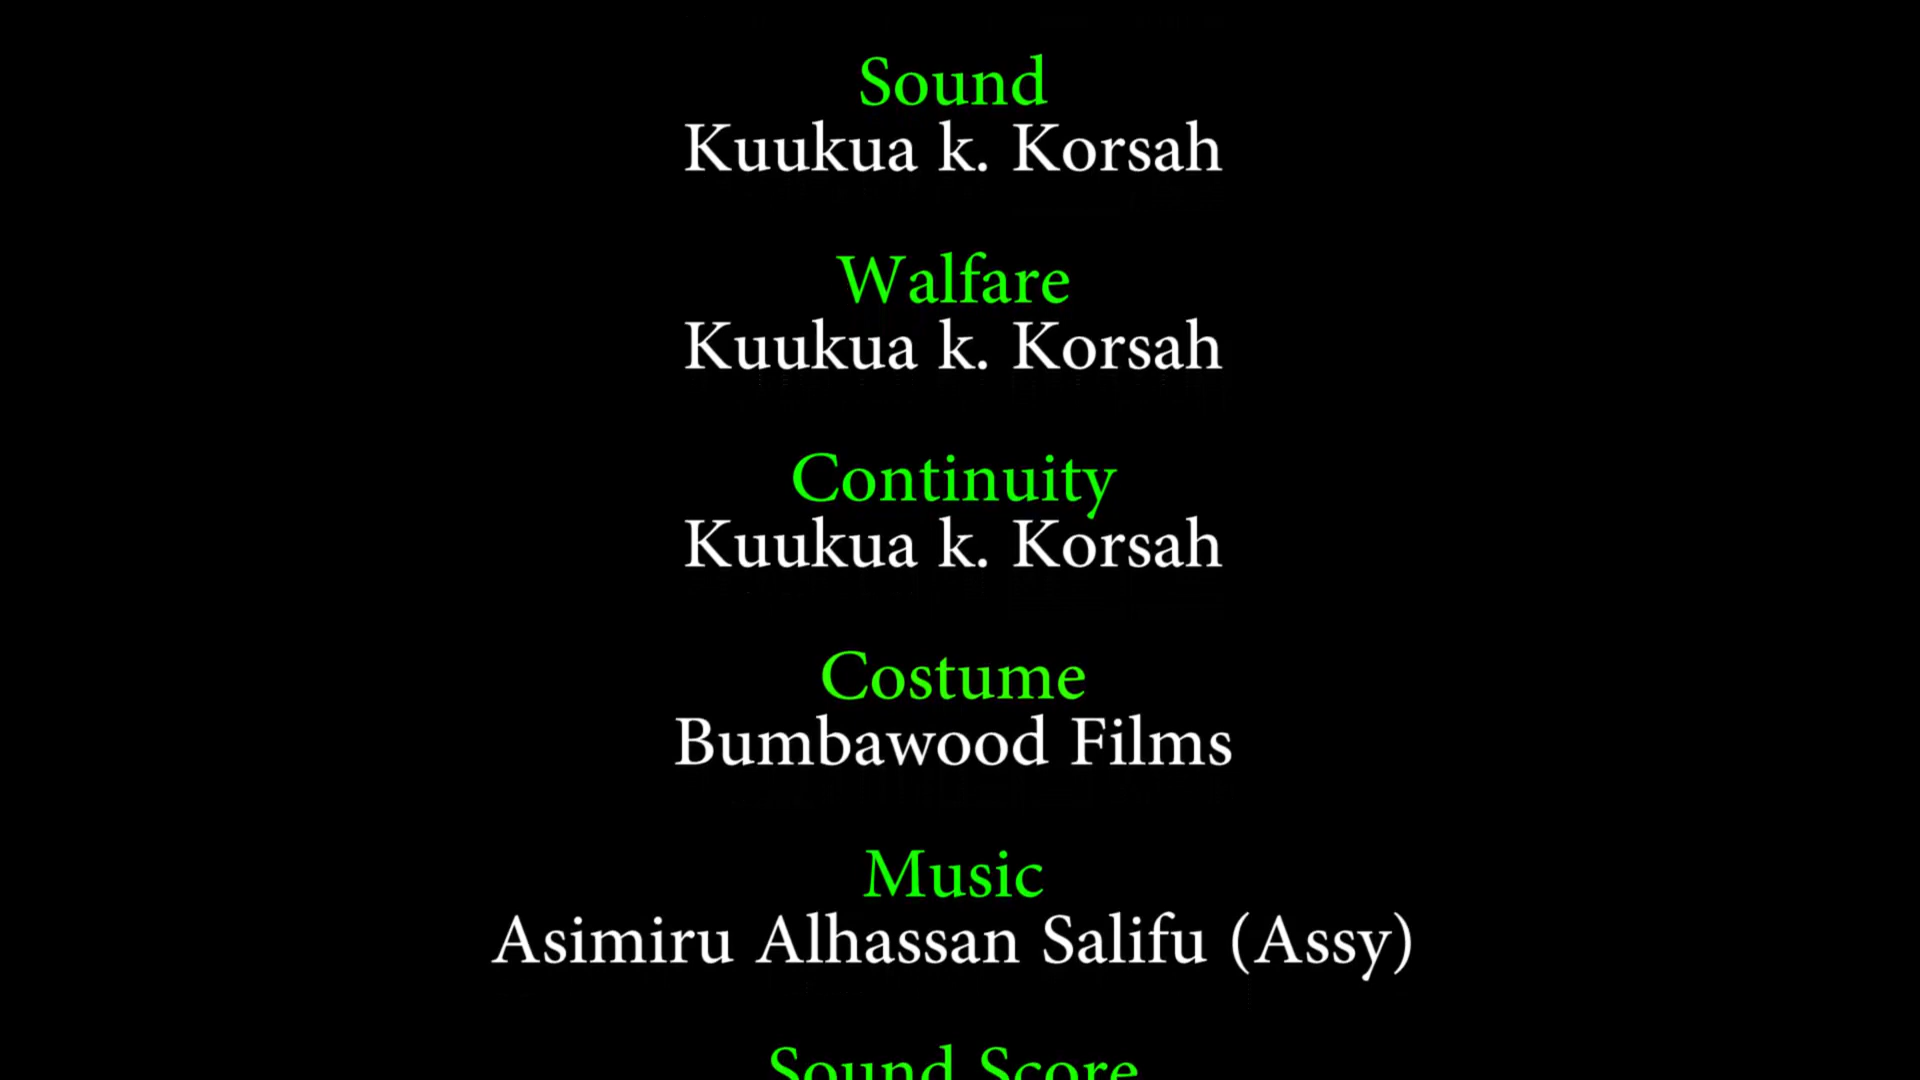 Sound
Kuukua k. Korsah
Walfare
Kuukua k. Korsah
Continuity
Kuukua k. Korsah
Costume
Bumbawood Films
Music
Asimiru Alhassan Salifu (Assy)
Sound Score